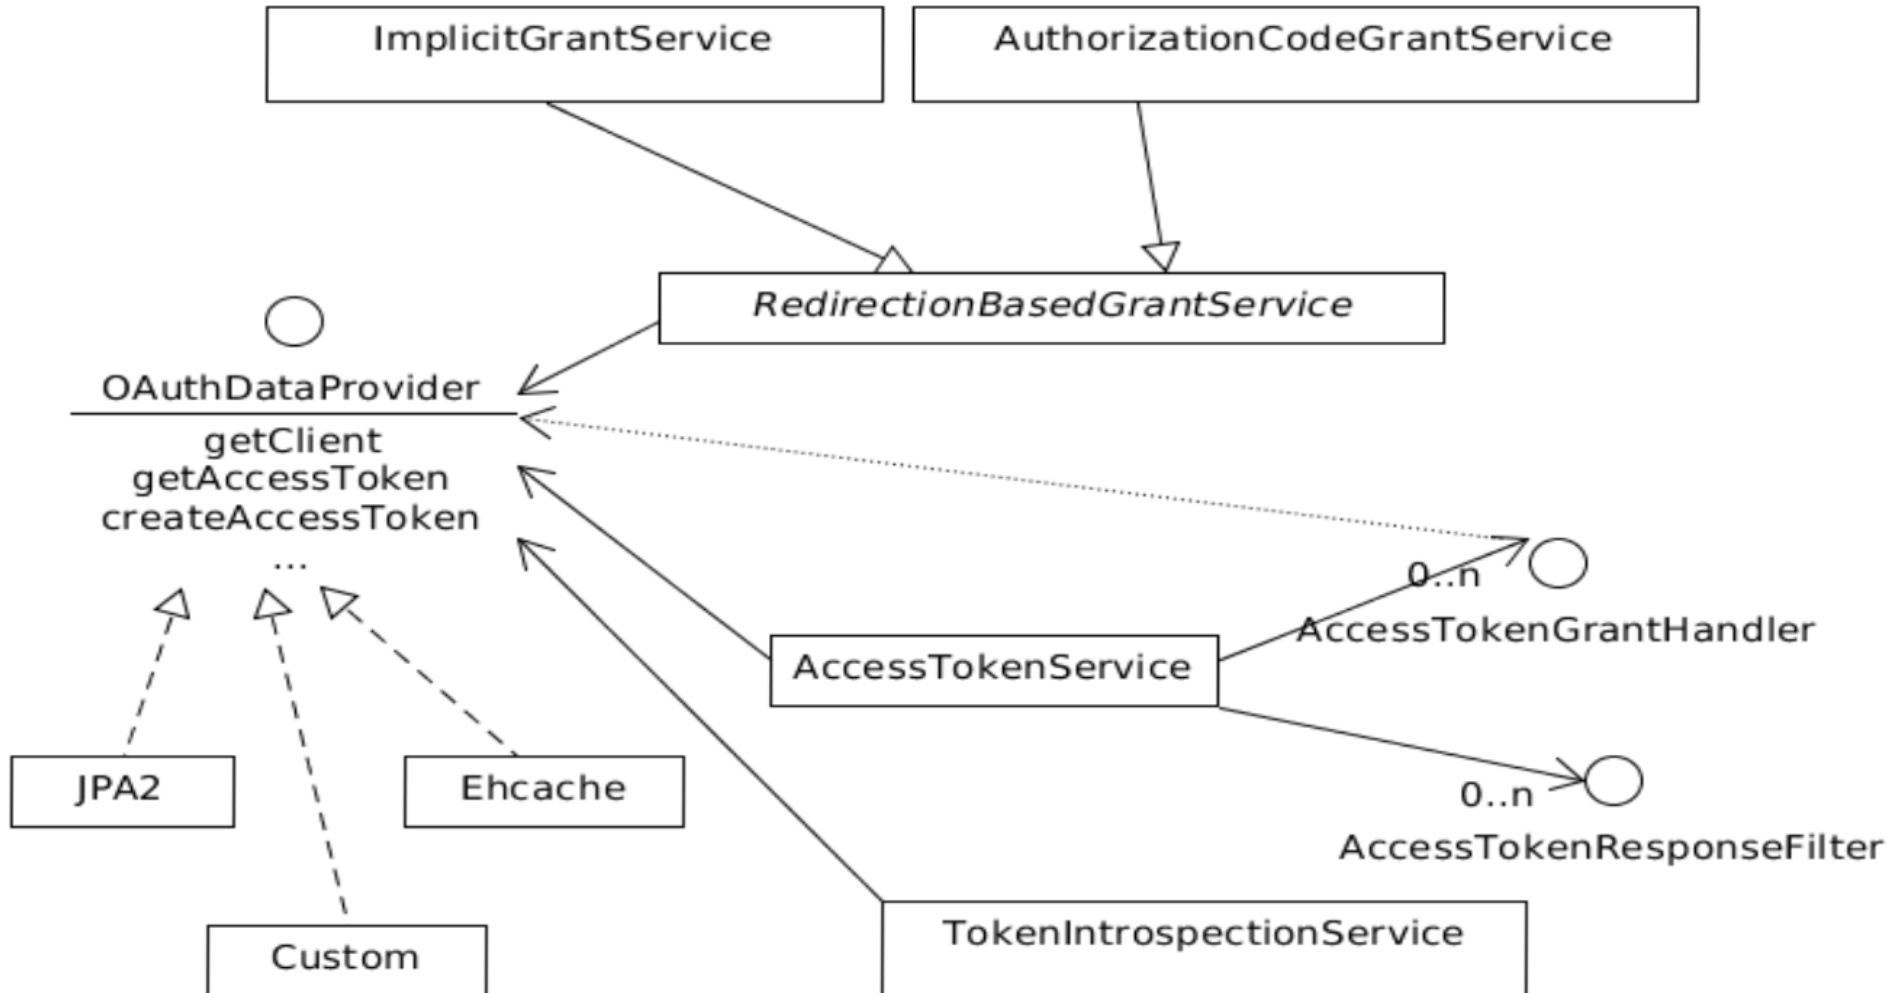 ImplicitGrantService
AuthorizationCodeGrantService
RedirectionBasedGrantService
OAuthDataProvider
getClient
getAccessToken
createAccessToken
...
0..n
AccessTokenGrantHandler
AccessTokenService
JPA2
Ehcache
0..n
AccessTokenResponseFilter
TokenIntrospectionService
Custom